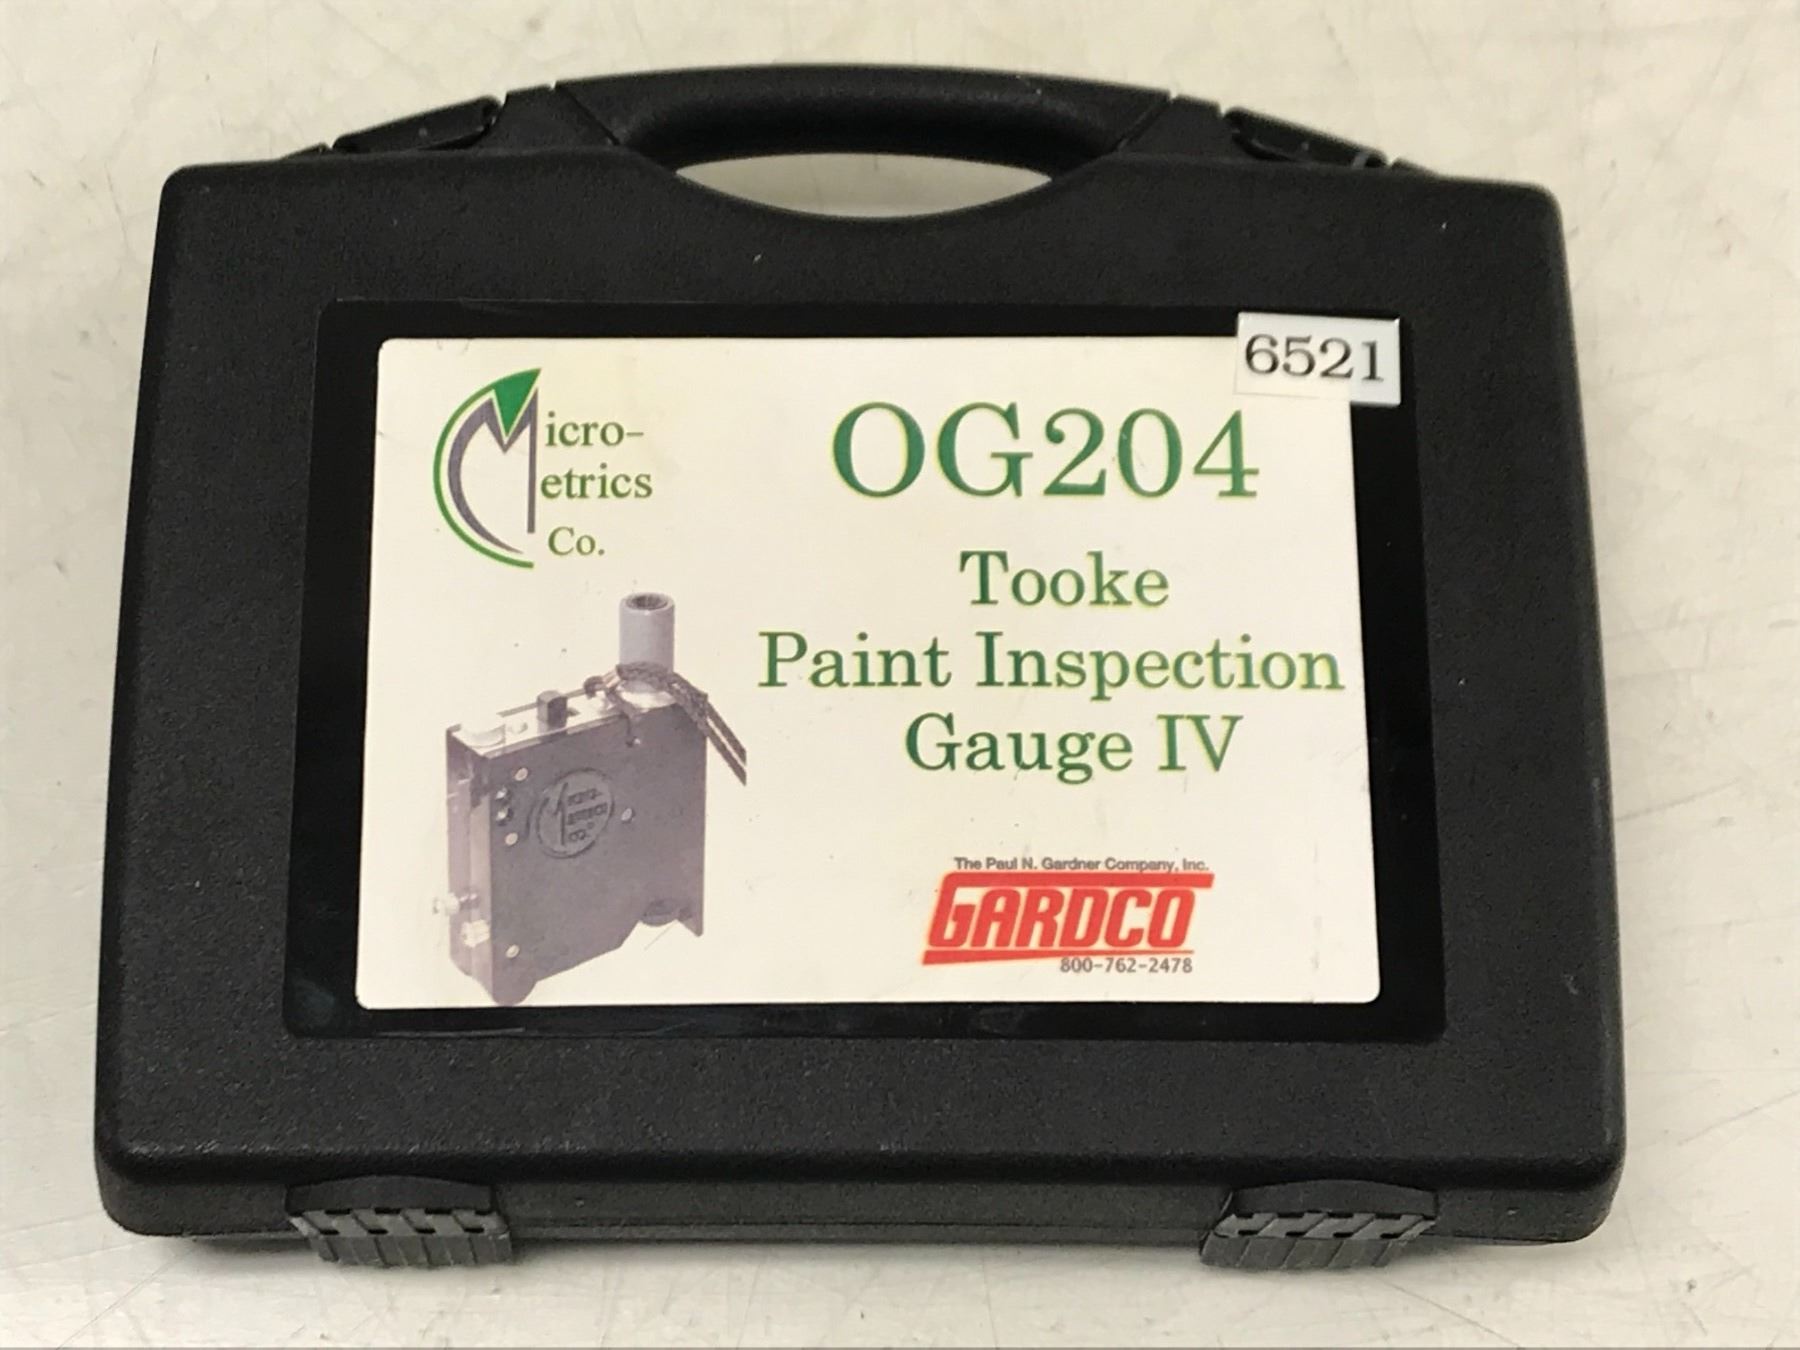 6521
Micro-
Metrics
Co.
OG204
Tooke
Paint Inspection
Gauge IV
The Paul N. Gardner Company, Inc.
GARDCO
800-762-2478